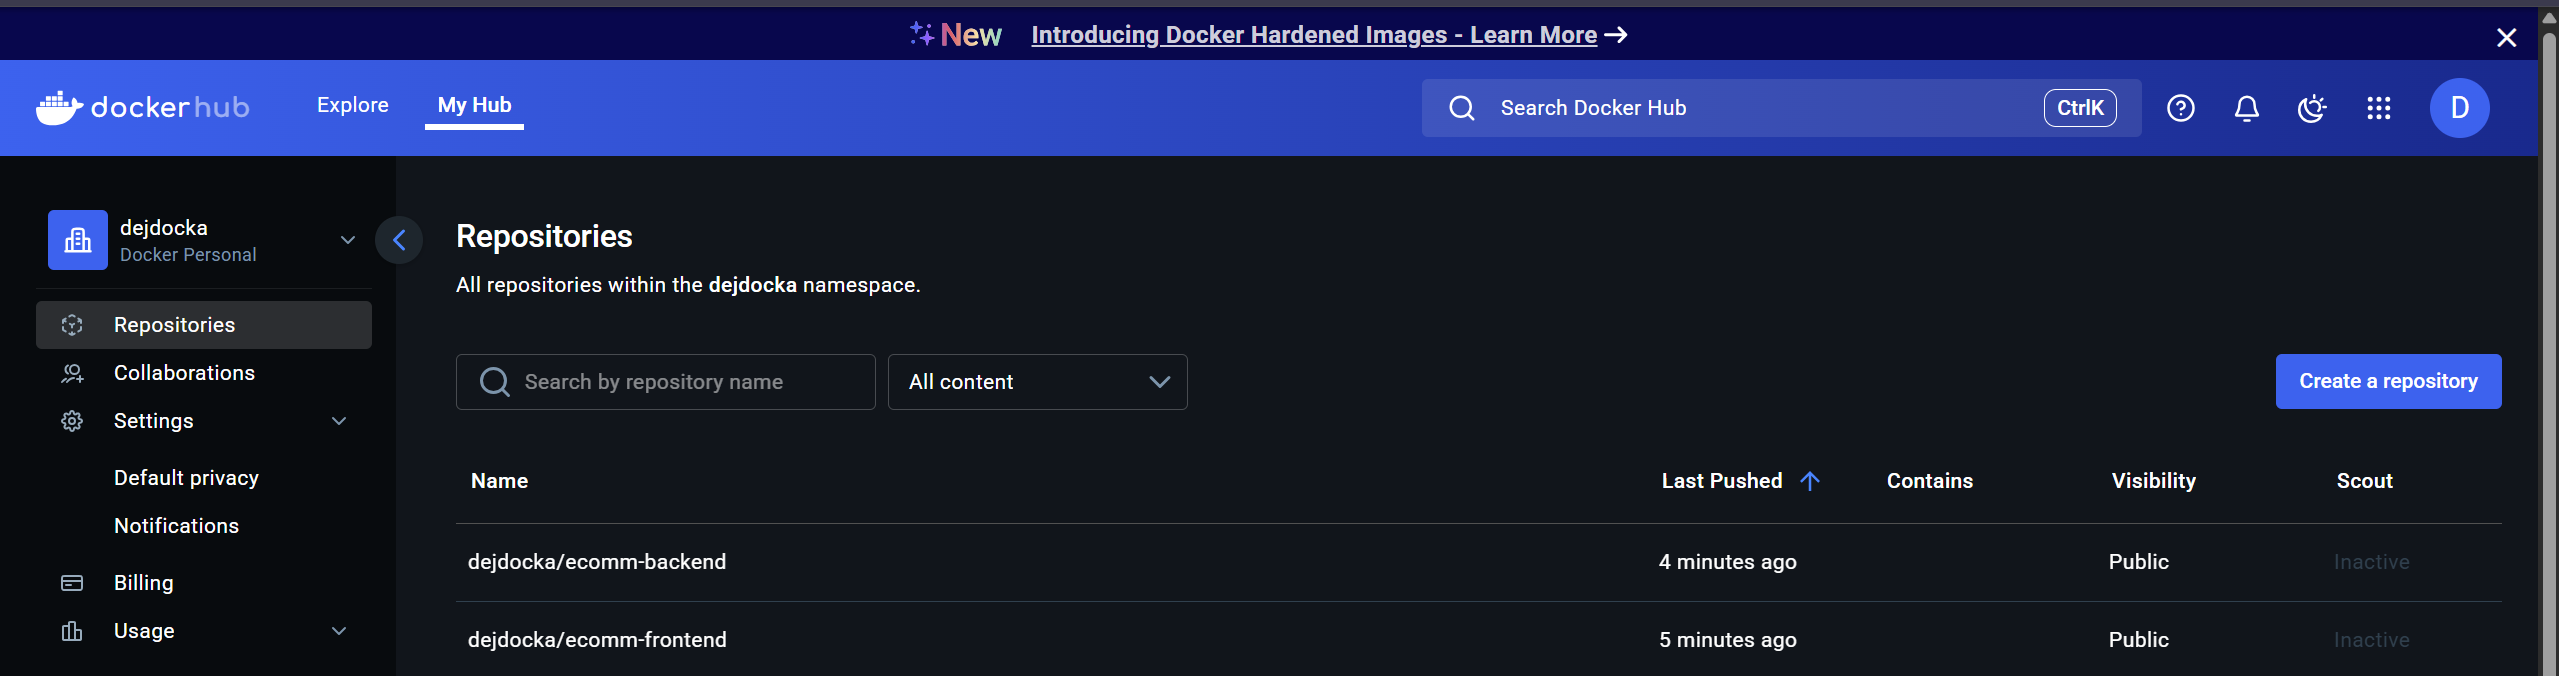 New Introducing Docker Hardened Images - Learn More
dockerhub Explore My Hub Search Docker Hub CtrlK D
dejdocka
Docker Personal
Repositories
Collaborations
Settings
Default privacy
Notifications
Billing
Usage
Repositories
All repositories within the dejdocka namespace.
Search by repository name All content Create a repository
Name Last Pushed Contains Visibility Scout
dejdocka/ecomm-backend 4 minutes ago Public Inactive
dejdocka/ecomm-frontend 5 minutes ago Public Inactive